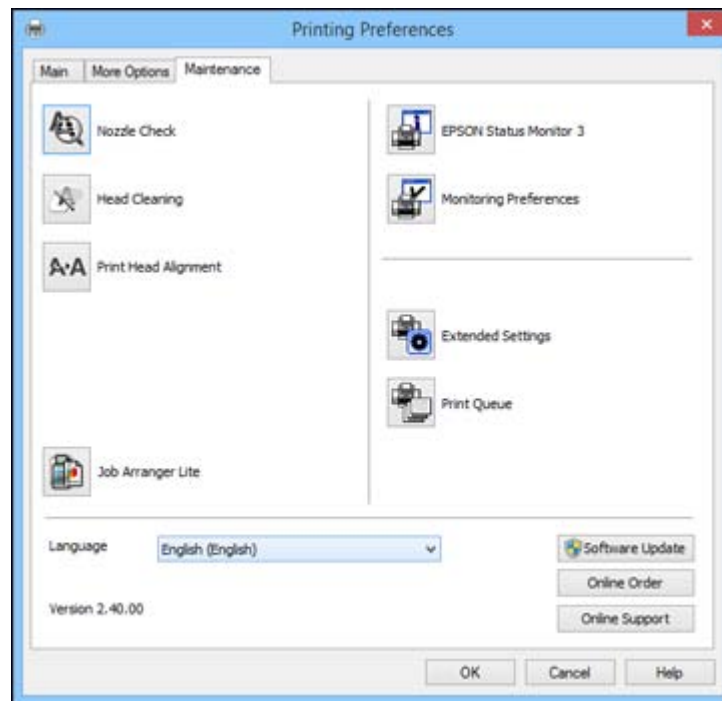 Printing Preferences
Main
More Options
Maintenance
Nozzle Check
EPSON Status Monitor 3
Head Cleaning
Monitoring Preferences
A·A Print Head Alignment
Extended Settings
Print Queue
Job Arranger Lite
Language
English (English)
Software Update
Online Order
Version 2.40.00
Online Support
OK
Cancel
Help